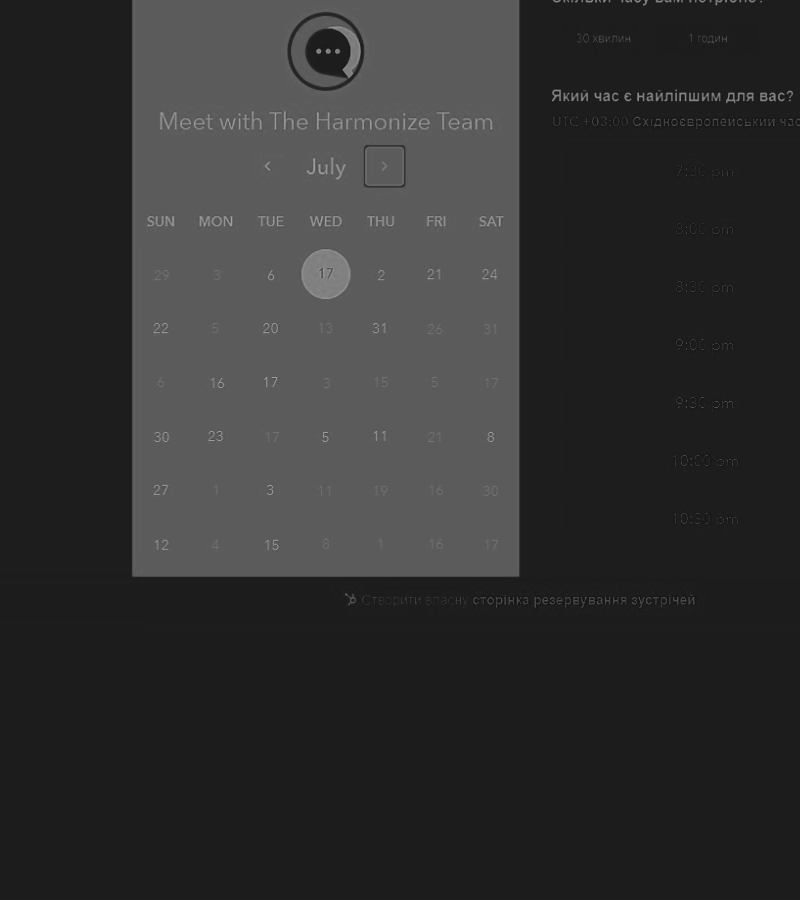 Скільки часу вам потрібно?
30 хвилин
1 годин
Meet with The Harmonize Team
July
SUN MON TUE WED THU FRI SAT
29 3 6 17 2 21 24
22 5 20 13 31 26 31
6 16 17 3 15 5 17
30 23 17 5 11 21 8
27 1 3 11 19 16 30
12 4 15 8 1 16 17
Який час є найліпшим для вас?
UTC +03:00 Східноєвропейський час
7:30 pm
8:00 pm
8:30 pm
9:00 pm
9:30 pm
10:00 pm
10:30 pm
Створити власну сторінка резервування зустрічей